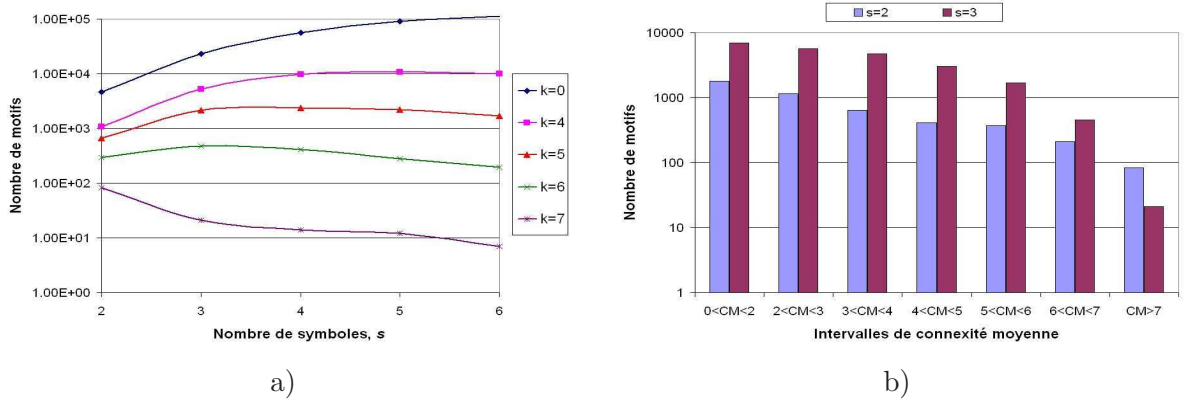 1.00E+05
1.00E+04
1.00E+03
1.00E+02
1.00E+01
1.00E+00
Nombre de motifs
2 3 4 5 6
Nombre de symboles, s
k=0
k=4
k=5
k=6
k=7
a)
s=2 s=3
10000
1000
100
10
1
Nombre de motifs
0<CM<2 2<CM<3 3<CM<4 4<CM<5 5<CM<6 6<CM<7 CM>7
Intervalles de connexité moyenne
b)